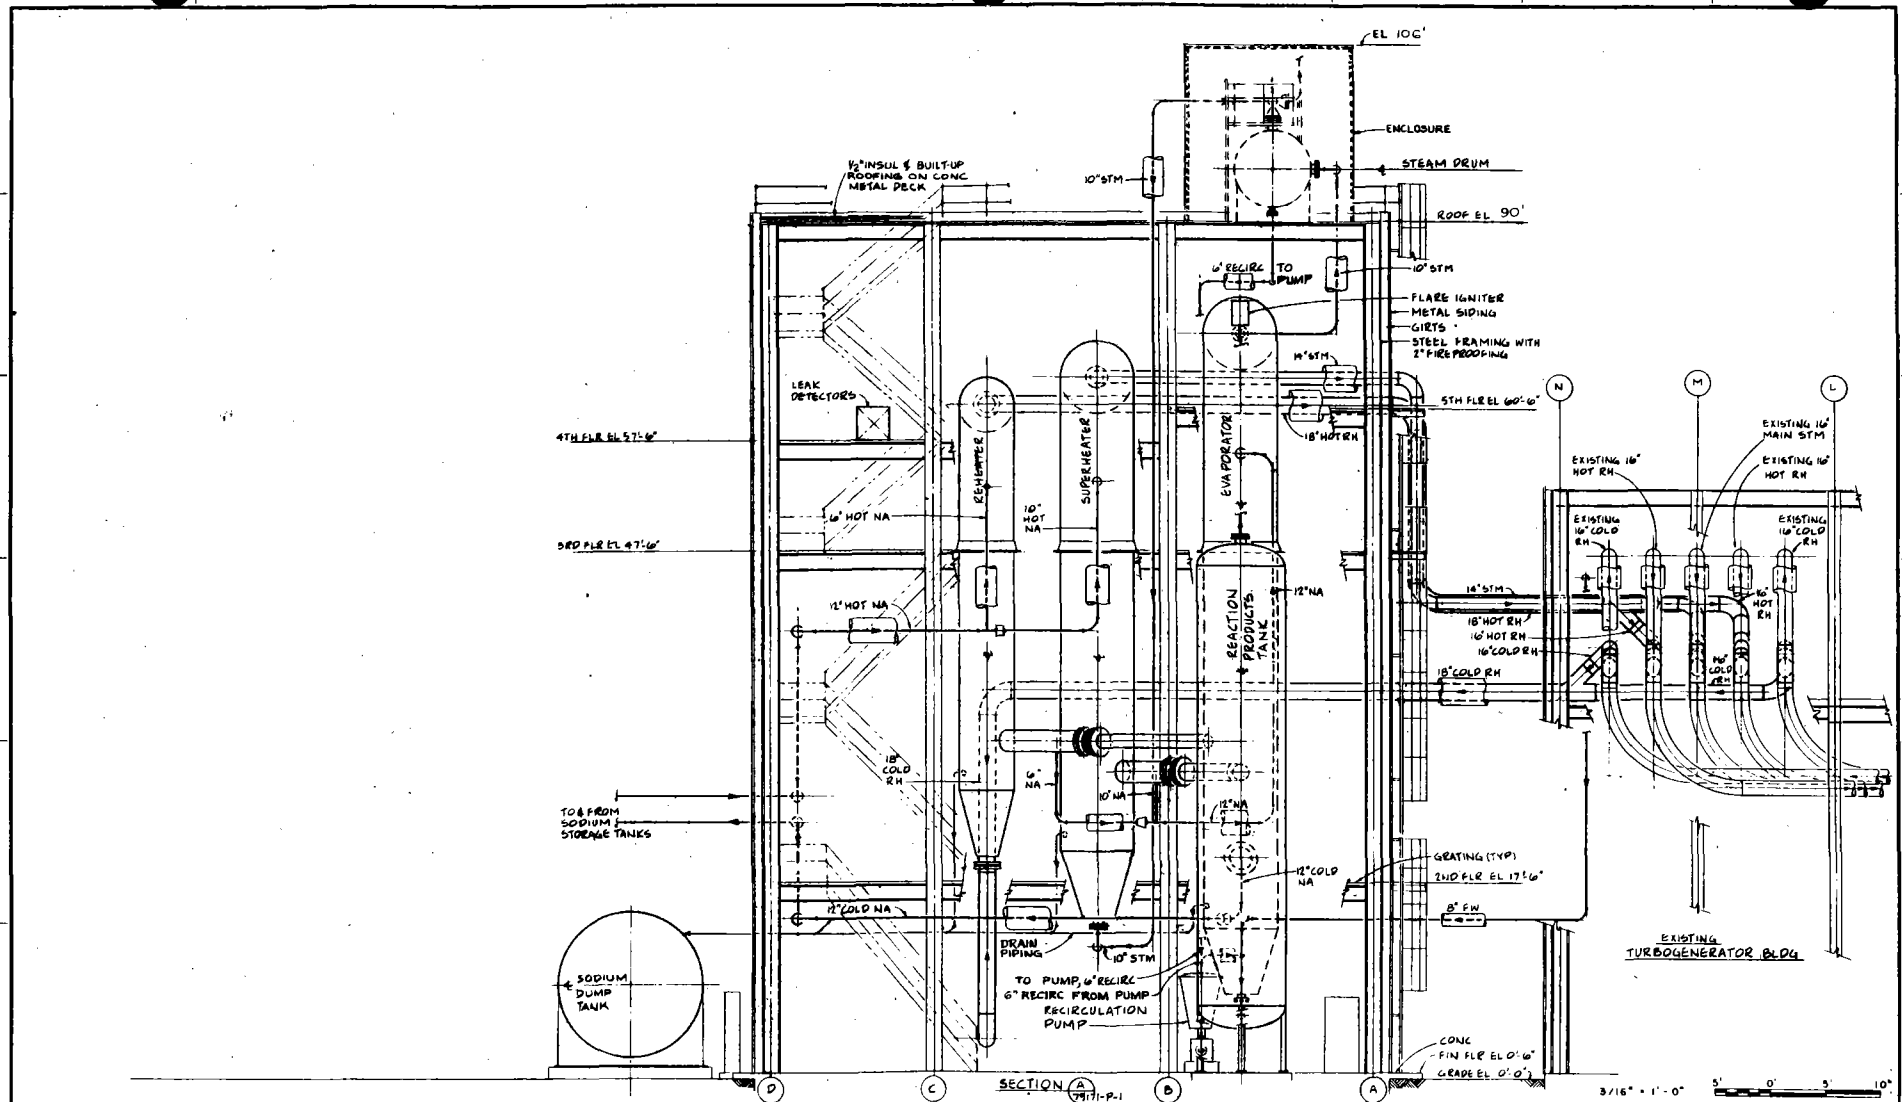 EL 106'
ENCLOSURE
STEAM DRUM
1/2" INSUL & BUILT-UP
ROOFING ON CONC
METAL DECK
10" STM
ROOF EL 90'
6" RECIRC TO
PUMP
10" STM
FLARE IGNITER
METAL SIDING
GIRTS
STEEL FRAMING WITH
2" FIREPROOFING
14" STM
LEAK
DETECTORS
5TH FLR EL 60'-6"
18" HOT RH
4TH FLR EL 57'-6"
REHEATER
SUPERHEATER
EVAPORATOR
N
M
L
EXISTING 16"
MAIN STM
EXISTING 16"
HOT RH
EXISTING 16"
HOT RH
6" HOT NA
10"
HOT
NA
EXISTING
16" COLD
RH
EXISTING
16" COLD
RH
3RD FLR EL 47'-6"
12" HOT NA
12" NA
REACTION
PRODUCTS
TANK
14" STM
18" HOT RH
16" HOT RH
16" COLD RH
16"
HOT
RH
16"
COLD
RH
18" COLD RH
18"
COLD
RH
6"
NA
10" NA
12" NA
TO & FROM
SODIUM
STORAGE TANKS
12" COLD
NA
GRATING (TYP)
2ND FLR EL 17'-6"
12" COLD NA
8" FW
DRAIN
PIPING
10" STM
EXISTING
TURBOGENERATOR BLDG
SODIUM
DUMP
TANK
TO PUMP, 6" RECIRC
6" RECIRC FROM PUMP
RECIRCULATION
PUMP
CONC
FIN FLR EL 0'-6"
GRADE EL 0'-0"
D
C
SECTION A
79171-P-1
B
A
3/16" = 1'-0"
5' 0' 5' 10'